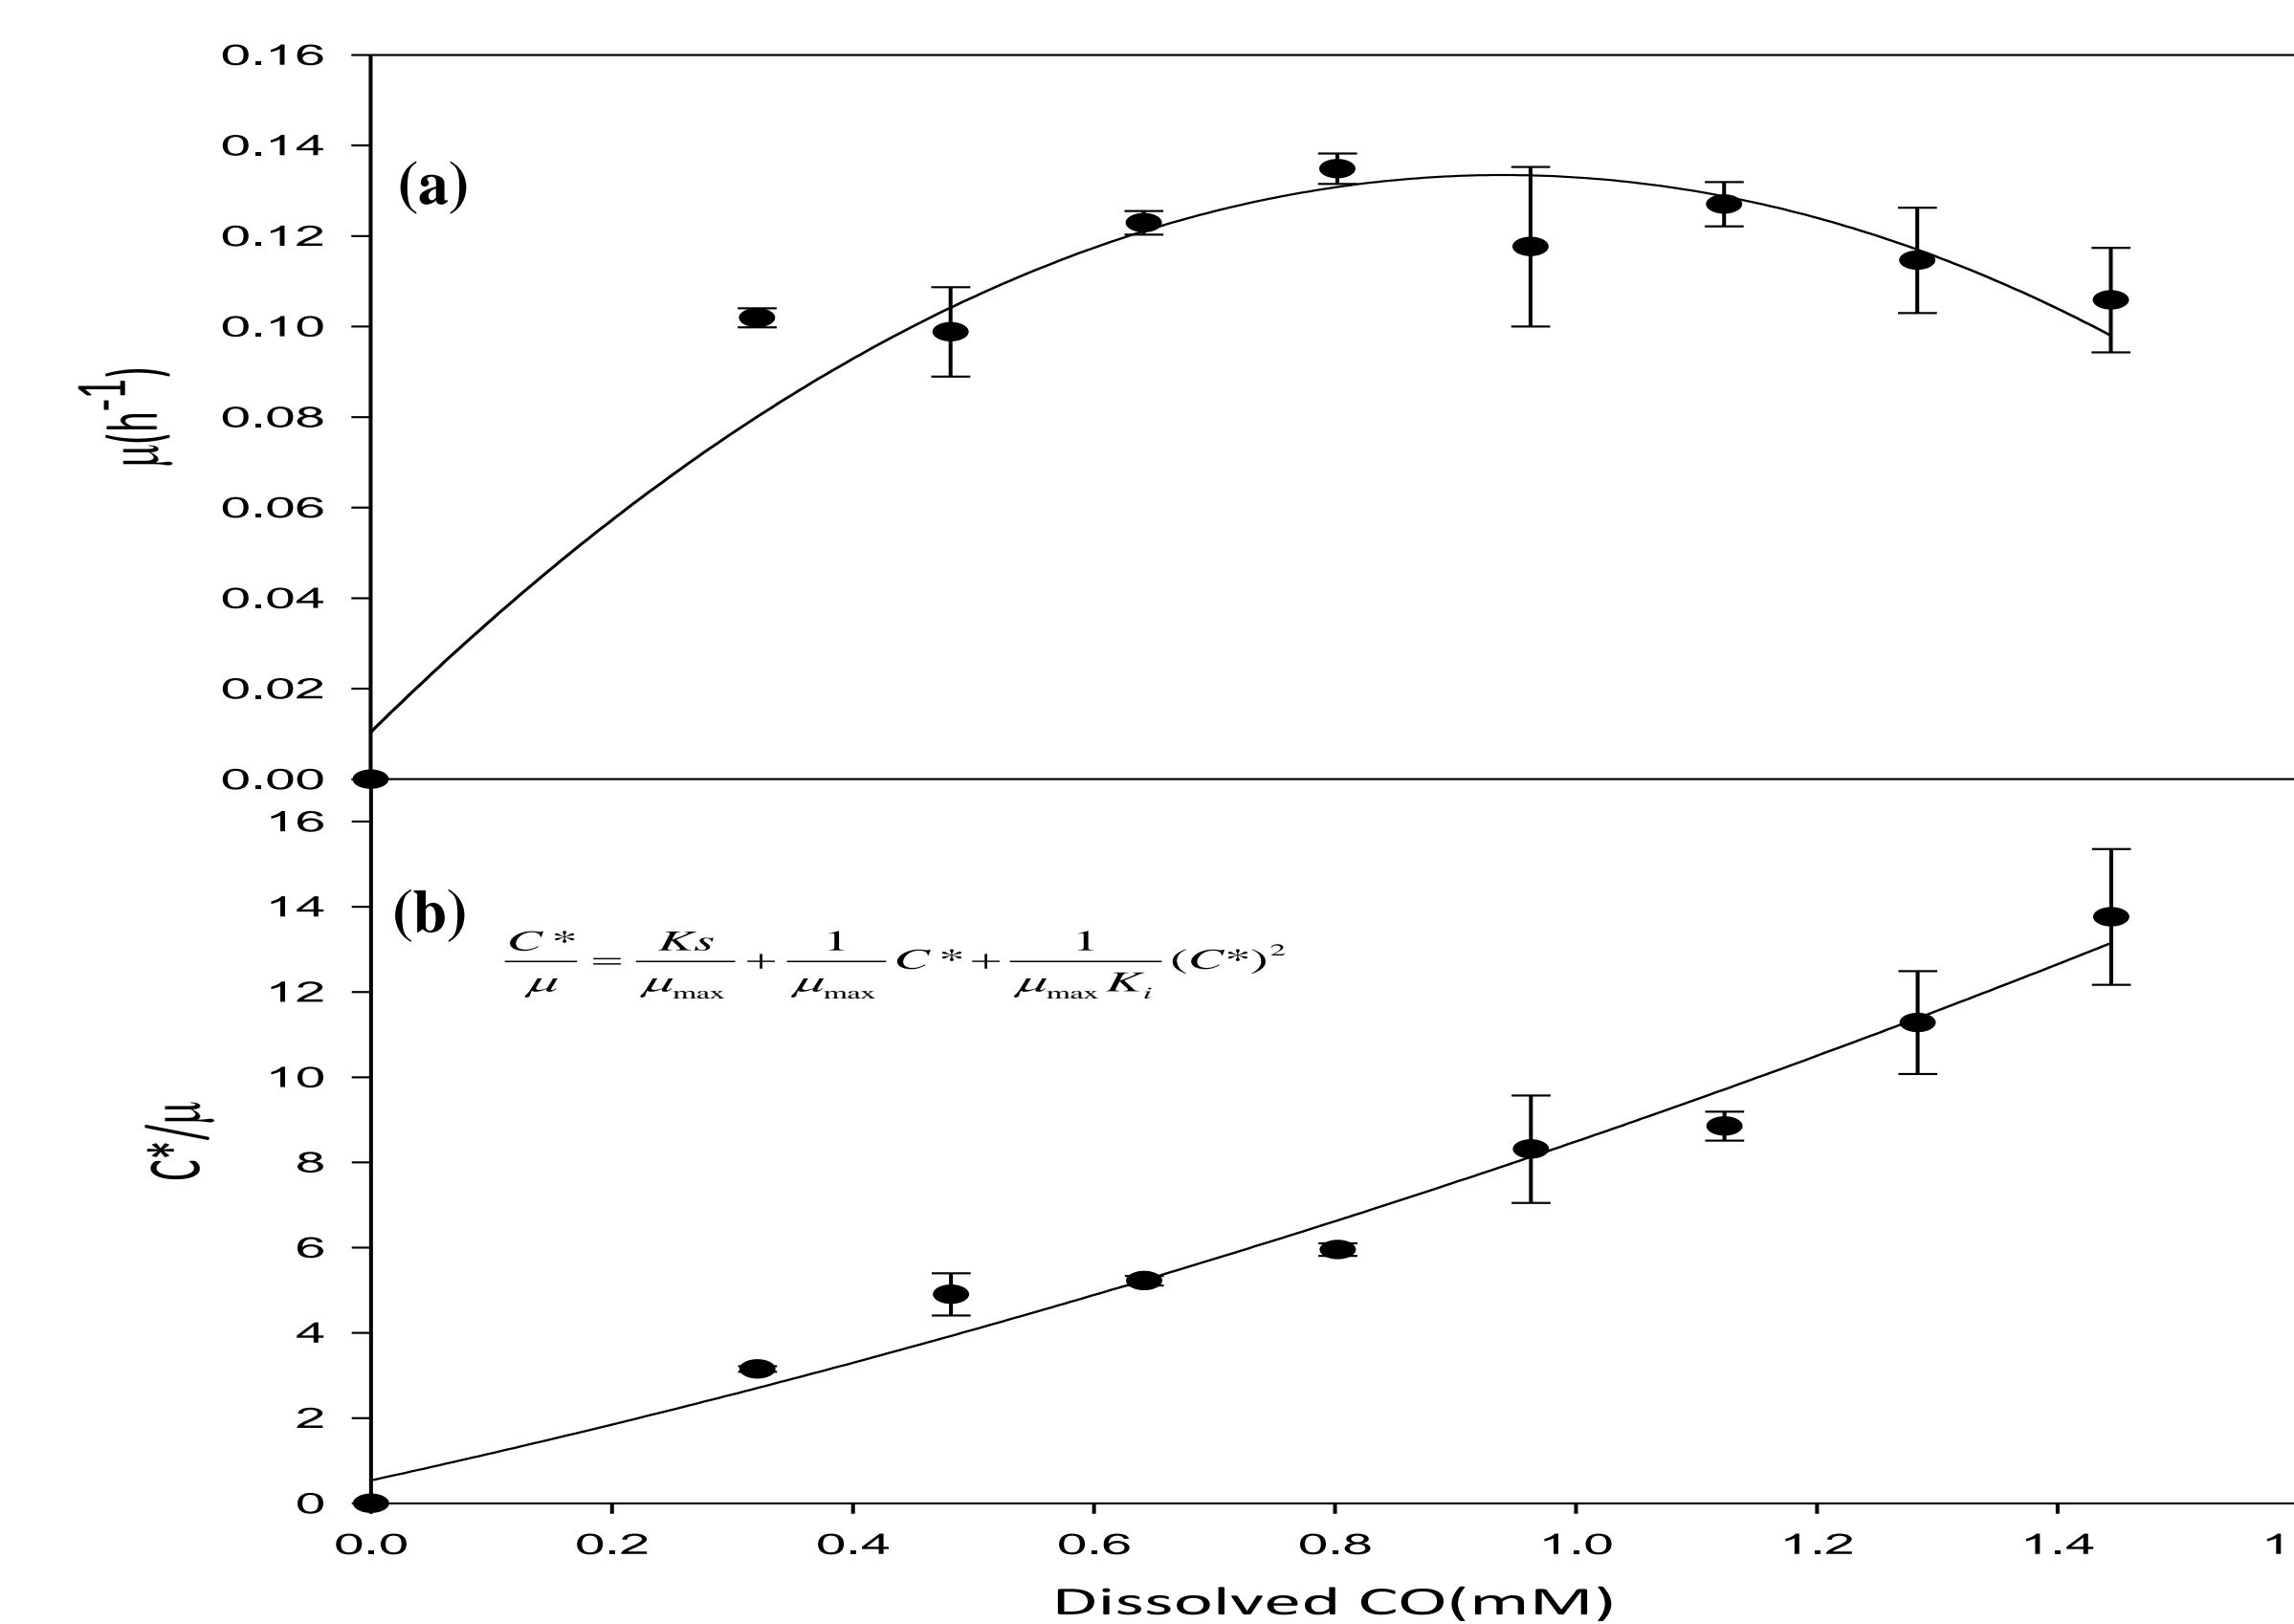 0.16
0.14
(a)
0.12
0.10
µ(h-1)
0.08
0.06
0.04
0.02
0.00
16
(b)
14
C*/µ = Ks/µmax + 1/µmax C* + 1/µmax Ki (C*)2
12
10
C*/µ
8
6
4
2
0
0.0 0.2 0.4 0.6 0.8 1.0 1.2 1.4 1
Dissolved CO(mM)